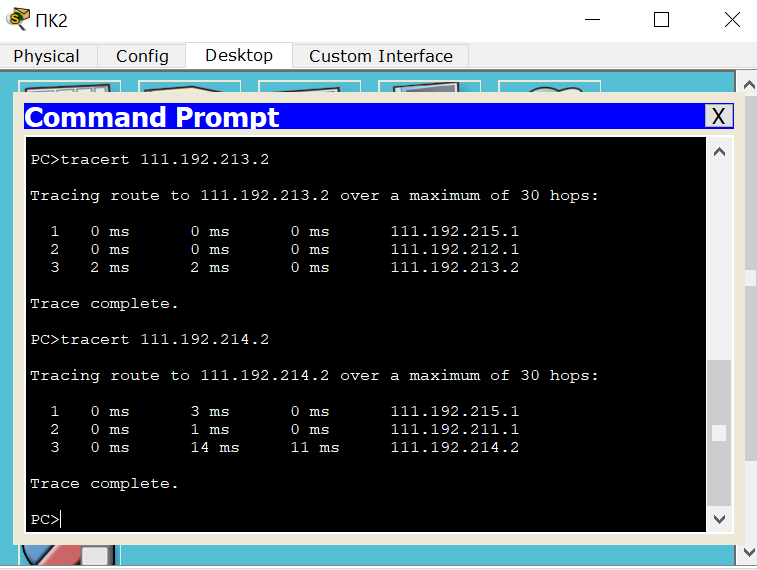 ПК2
Physical Config Desktop Custom Interface
Command Prompt X
PC>tracert 111.192.213.2
Tracing route to 111.192.213.2 over a maximum of 30 hops:
1 0 ms 0 ms 0 ms 111.192.215.1
2 0 ms 0 ms 0 ms 111.192.212.1
3 2 ms 2 ms 0 ms 111.192.213.2
Trace complete.
PC>tracert 111.192.214.2
Tracing route to 111.192.214.2 over a maximum of 30 hops:
1 0 ms 3 ms 0 ms 111.192.215.1
2 0 ms 1 ms 0 ms 111.192.211.1
3 0 ms 14 ms 11 ms 111.192.214.2
Trace complete.
PC>